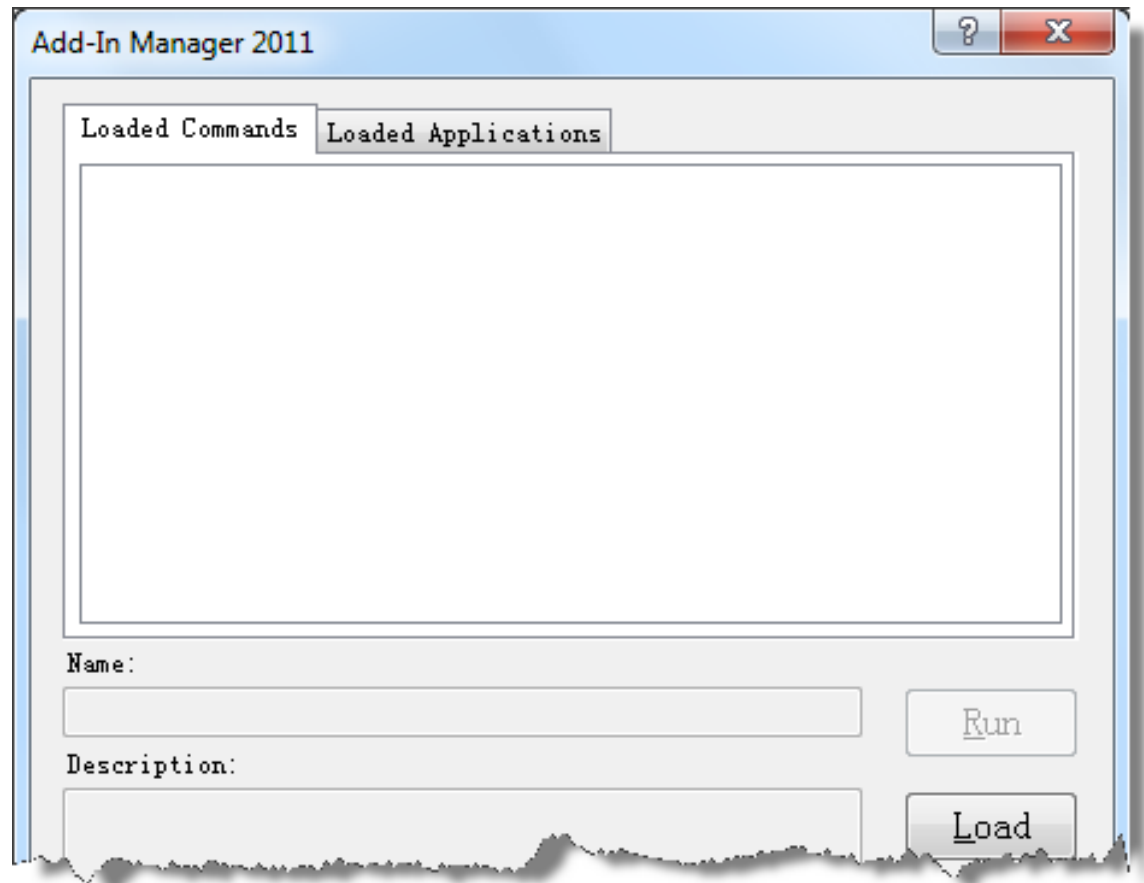 Add-In Manager 2011
Loaded Commands
Loaded Applications
Name:
Run
Description:
Load